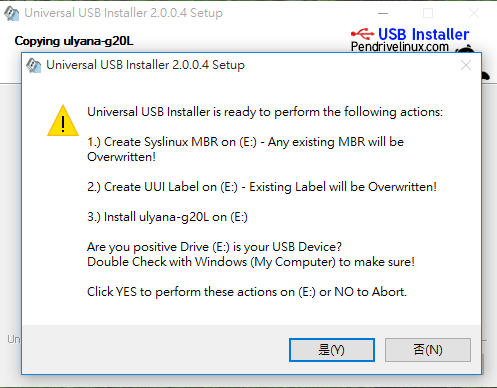 Universal USB Installer 2.0.0.4 Setup
Copying ulyana-g20L
USB Installer
Pendrivelinux.com
Universal USB Installer 2.0.0.4 Setup
Universal USB Installer is ready to perform the following actions:
1.) Create Syslinux MBR on (E:) - Any existing MBR will be
Overwritten!
2.) Create UUI Label on (E:) - Existing Label will be Overwritten!
3.) Install ulyana-g20L on (E:)
Are you positive Drive (E:) is your USB Device?
Double Check with Windows (My Computer) to make sure!
Click YES to perform these actions on (E:) or NO to Abort.
是(Y)
否(N)